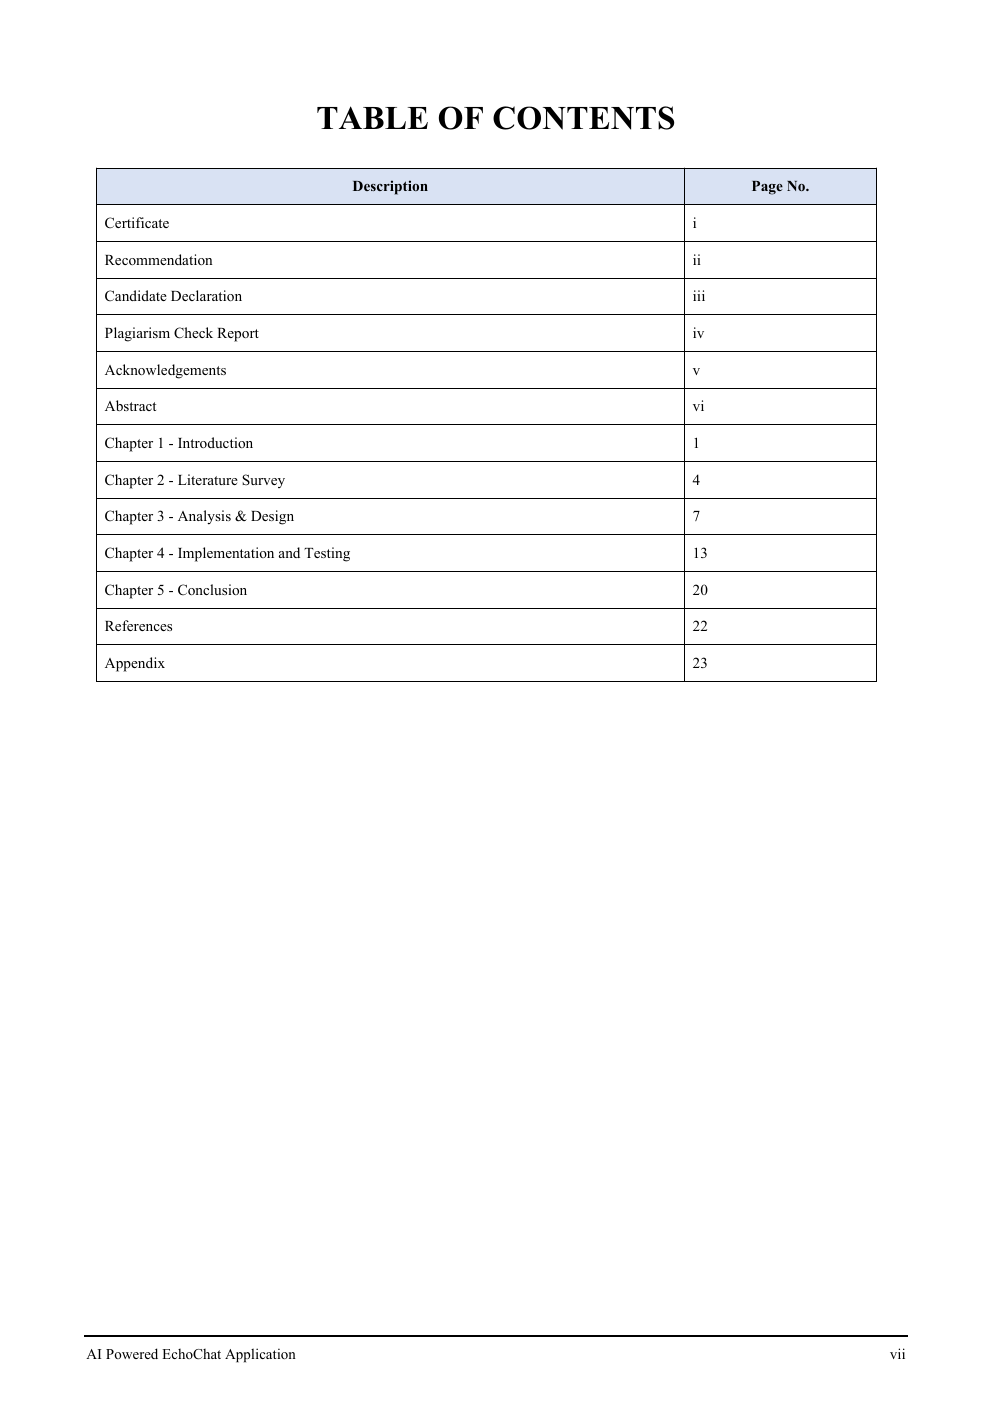 TABLE OF CONTENTS
Description Page No.
Certificate i
Recommendation ii
Candidate Declaration iii
Plagiarism Check Report iv
Acknowledgements v
Abstract vi
Chapter 1 - Introduction 1
Chapter 2 - Literature Survey 4
Chapter 3 - Analysis & Design 7
Chapter 4 - Implementation and Testing 13
Chapter 5 - Conclusion 20
References 22
Appendix 23
AI Powered EchoChat Application vii